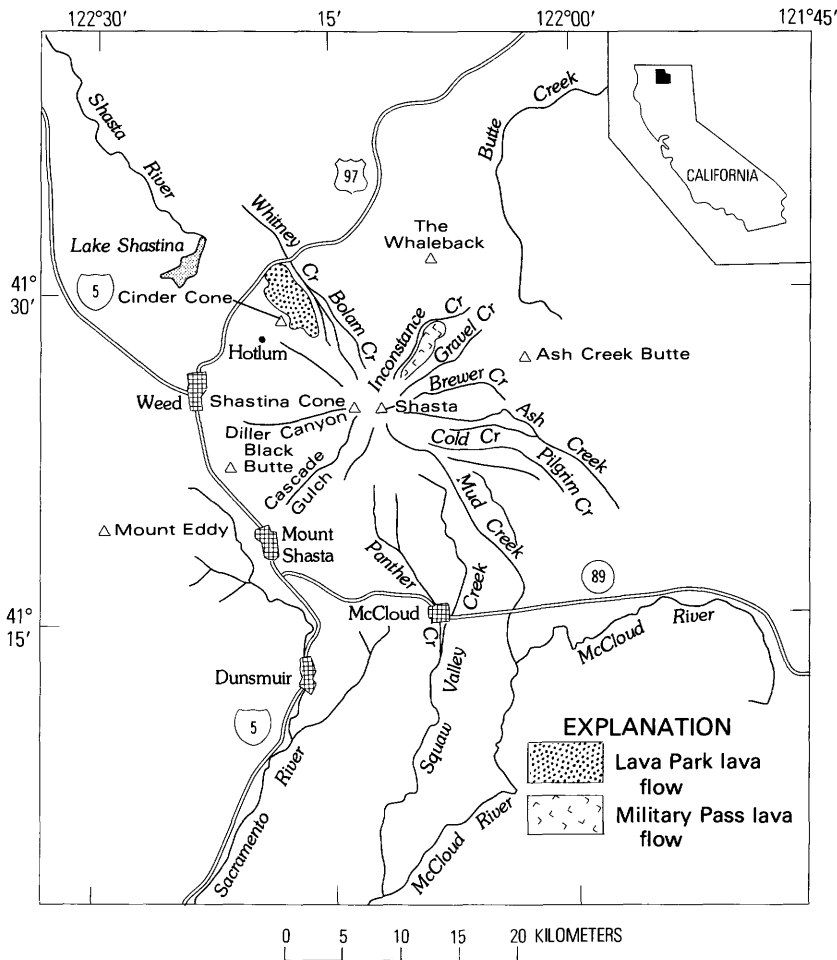 122°30'
15'
122°00'
121°45'
Shasta
River
97
Butte
Creek
CALIFORNIA
Whitney
Cr
The
Whaleback
Lake Shastina
41°
30'
5
Cinder Cone
Bolam Cr
Inconstance
Cr
Gravel Cr
Hotlum
Ash Creek Butte
Brewer Cr
Weed
Shastina Cone
Shasta
Ash
Creek
Diller Canyon
Cold Cr
Black
Butte
Cascade
Gulch
Pilgrim
Cr
Mud
Creek
Mount Eddy
Mount
Shasta
Panther
Cr
Creek
89
41°
15'
McCloud
McCloud
River
Dunsmuir
Valley
5
Squaw
River
Sacramento
McCloud
River
EXPLANATION
Lava Park lava
flow
Military Pass lava
flow
0 5 10 15 20 KILOMETERS